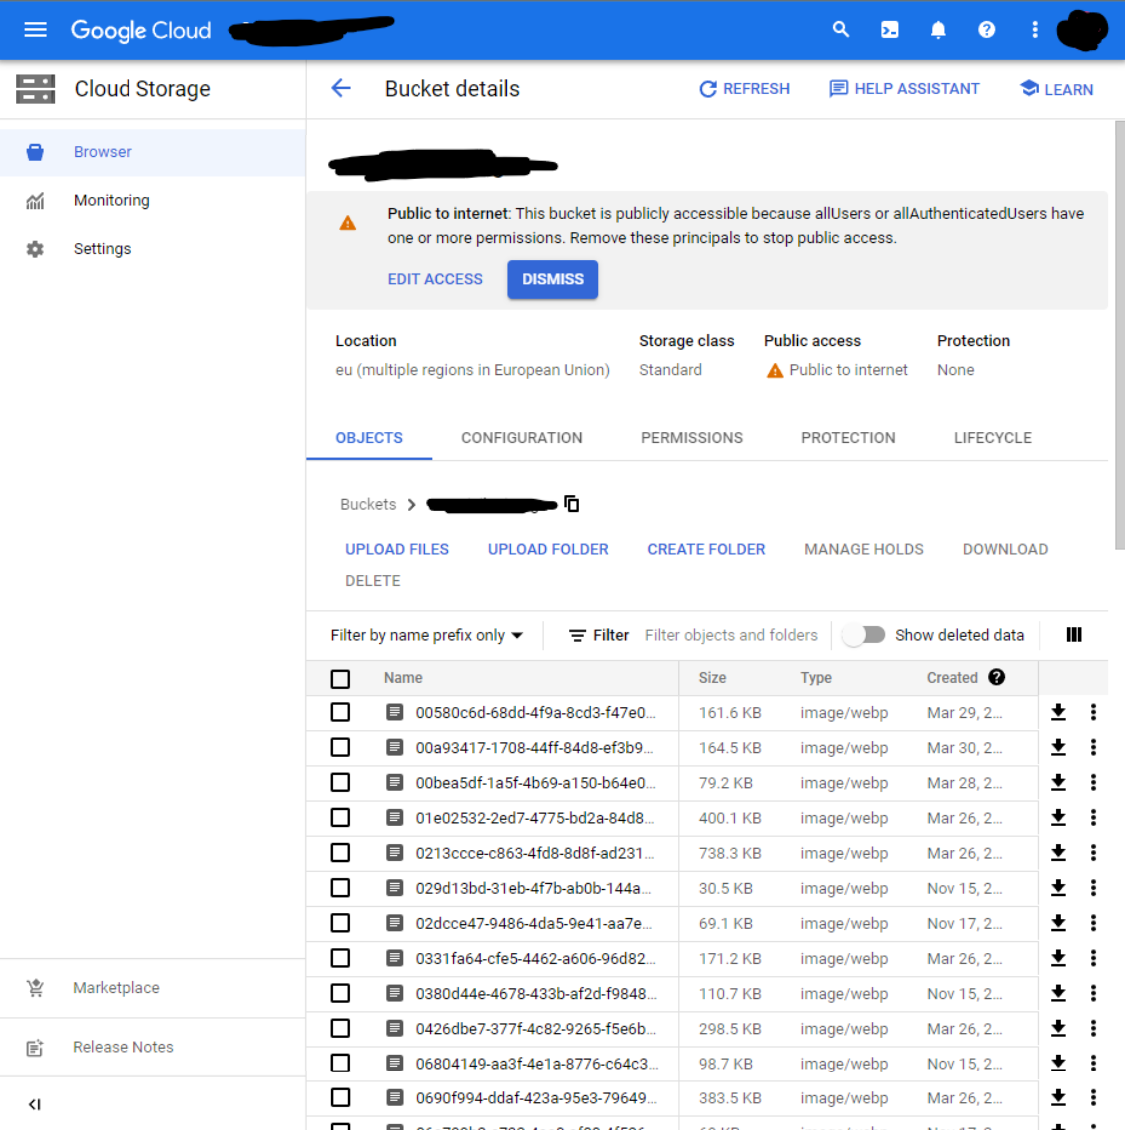 Google Cloud
Cloud Storage
Bucket details
REFRESH
HELP ASSISTANT
LEARN
Browser
Monitoring
Settings
Public to internet: This bucket is publicly accessible because allUsers or allAuthenticatedUsers have
one or more permissions. Remove these principals to stop public access.
EDIT ACCESS DISMISS
Location Storage class Public access Protection
eu (multiple regions in European Union) Standard Public to internet None
OBJECTS CONFIGURATION PERMISSIONS PROTECTION LIFECYCLE
Buckets
UPLOAD FILES UPLOAD FOLDER CREATE FOLDER MANAGE HOLDS DOWNLOAD
DELETE
Filter by name prefix only Filter Filter objects and folders Show deleted data
Name Size Type Created
00580c6d-68dd-4f9a-8cd3-f47e0... 161.6 KB image/webp Mar 29, 2...
00a93417-1708-44ff-84d8-ef3b9... 164.5 KB image/webp Mar 30, 2...
00bea5df-1a5f-4b69-a150-b64e0... 79.2 KB image/webp Mar 28, 2...
01e02532-2ed7-4775-bd2a-84d8... 400.1 KB image/webp Mar 26, 2...
0213ccce-c863-4fd8-8d8f-ad231... 738.3 KB image/webp Mar 26, 2...
029d13bd-31eb-4f7b-ab0b-144a... 30.5 KB image/webp Nov 15, 2...
02dcce47-9486-4da5-9e41-aa7e... 69.1 KB image/webp Nov 17, 2...
0331fa64-cfe5-4462-a606-96d82... 171.2 KB image/webp Mar 26, 2...
0380d44e-4678-433b-af2d-f9848... 110.7 KB image/webp Nov 15, 2...
0426dbe7-377f-4c82-9265-f5e6b... 298.5 KB image/webp Mar 26, 2...
06804149-aa3f-4e1a-8776-c64c3... 98.7 KB image/webp Nov 15, 2...
0690f994-ddaf-423a-95e3-79649... 383.5 KB image/webp Mar 26, 2...
Marketplace
Release Notes